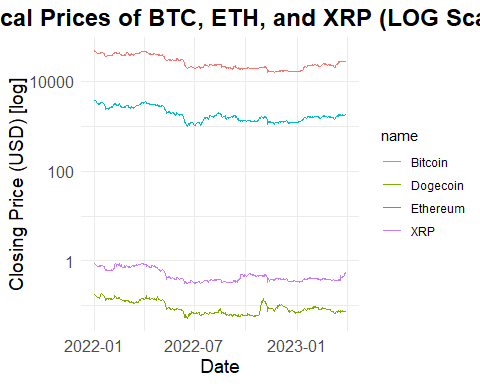 cal Prices of BTC, ETH, and XRP (LOG Sca
Closing Price (USD) [log]
10000
100
1
2022-01
2022-07
2023-01
Date
name
Bitcoin
Dogecoin
Ethereum
XRP